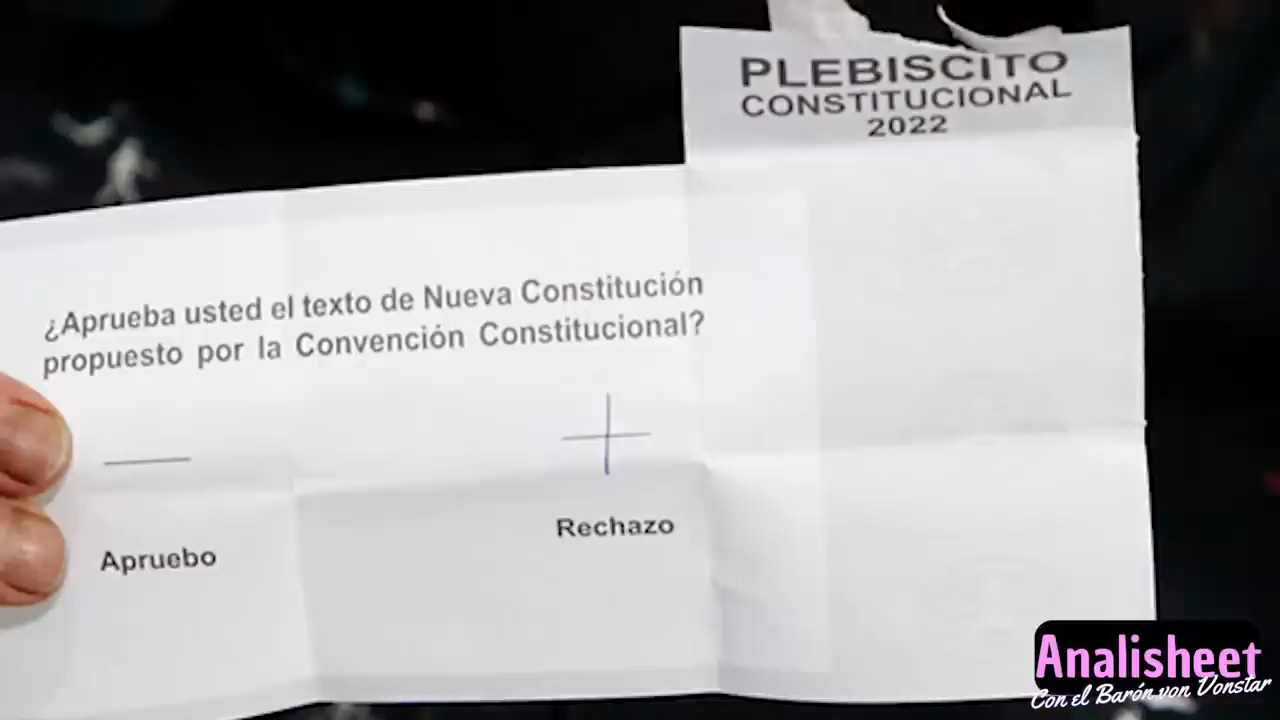 PLEBISCITO
CONSTITUCIONAL
2022
¿Aprueba usted el texto de Nueva Constitución
propuesto por la Convención Constitucional?
Apruebo
Rechazo
Analisheet
Con el Barón von Vonstar